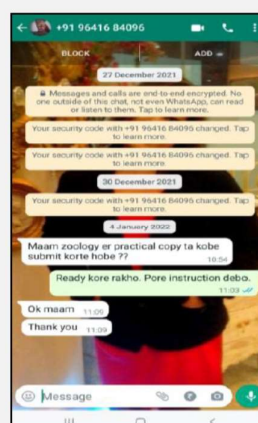 +91 96416 84096
BLOCK
ADD
27 December 2021
Messages and calls are end-to-end encrypted. No
one outside of this chat, not even WhatsApp, can read
or listen to them. Tap to learn more.
Your security code with +91 96416 84096 changed. Tap
to learn more.
Your security code with +91 96416 84096 changed. Tap
to learn more.
30 December 2021
Your security code with +91 96416 84096 changed. Tap
to learn more.
4 January 2022
Maam zoology er practical copy ta kobe
submit korte hobe ??
10:54
Ready kore rakho. Pore instruction debo.
11:03
Ok maam 11:09
Thank you 11:09
Message